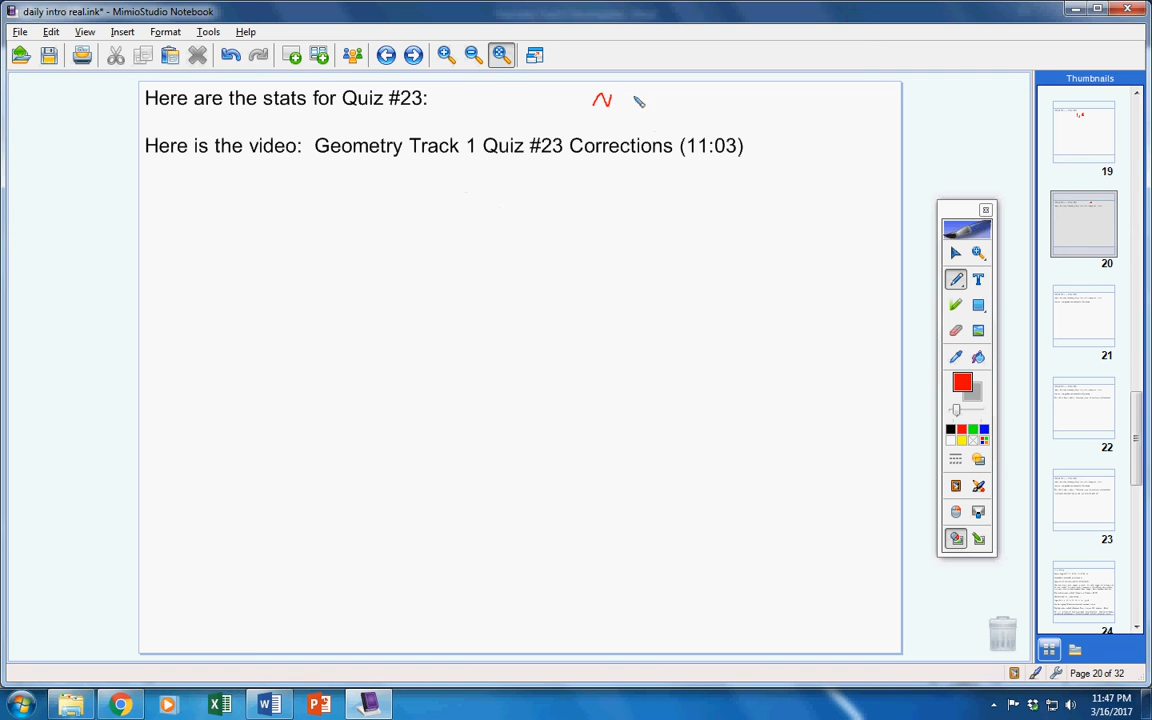 daily intro real.ink* - MimioStudio Notebook
File Edit View Insert Format Tools Help
Here are the stats for Quiz #23:
N
Here is the video: Geometry Track 1 Quiz #23 Corrections (11:03)
Thumbnails
19
20
21
22
23
24
Page 20 of 32
11:47 PM
3/16/2017